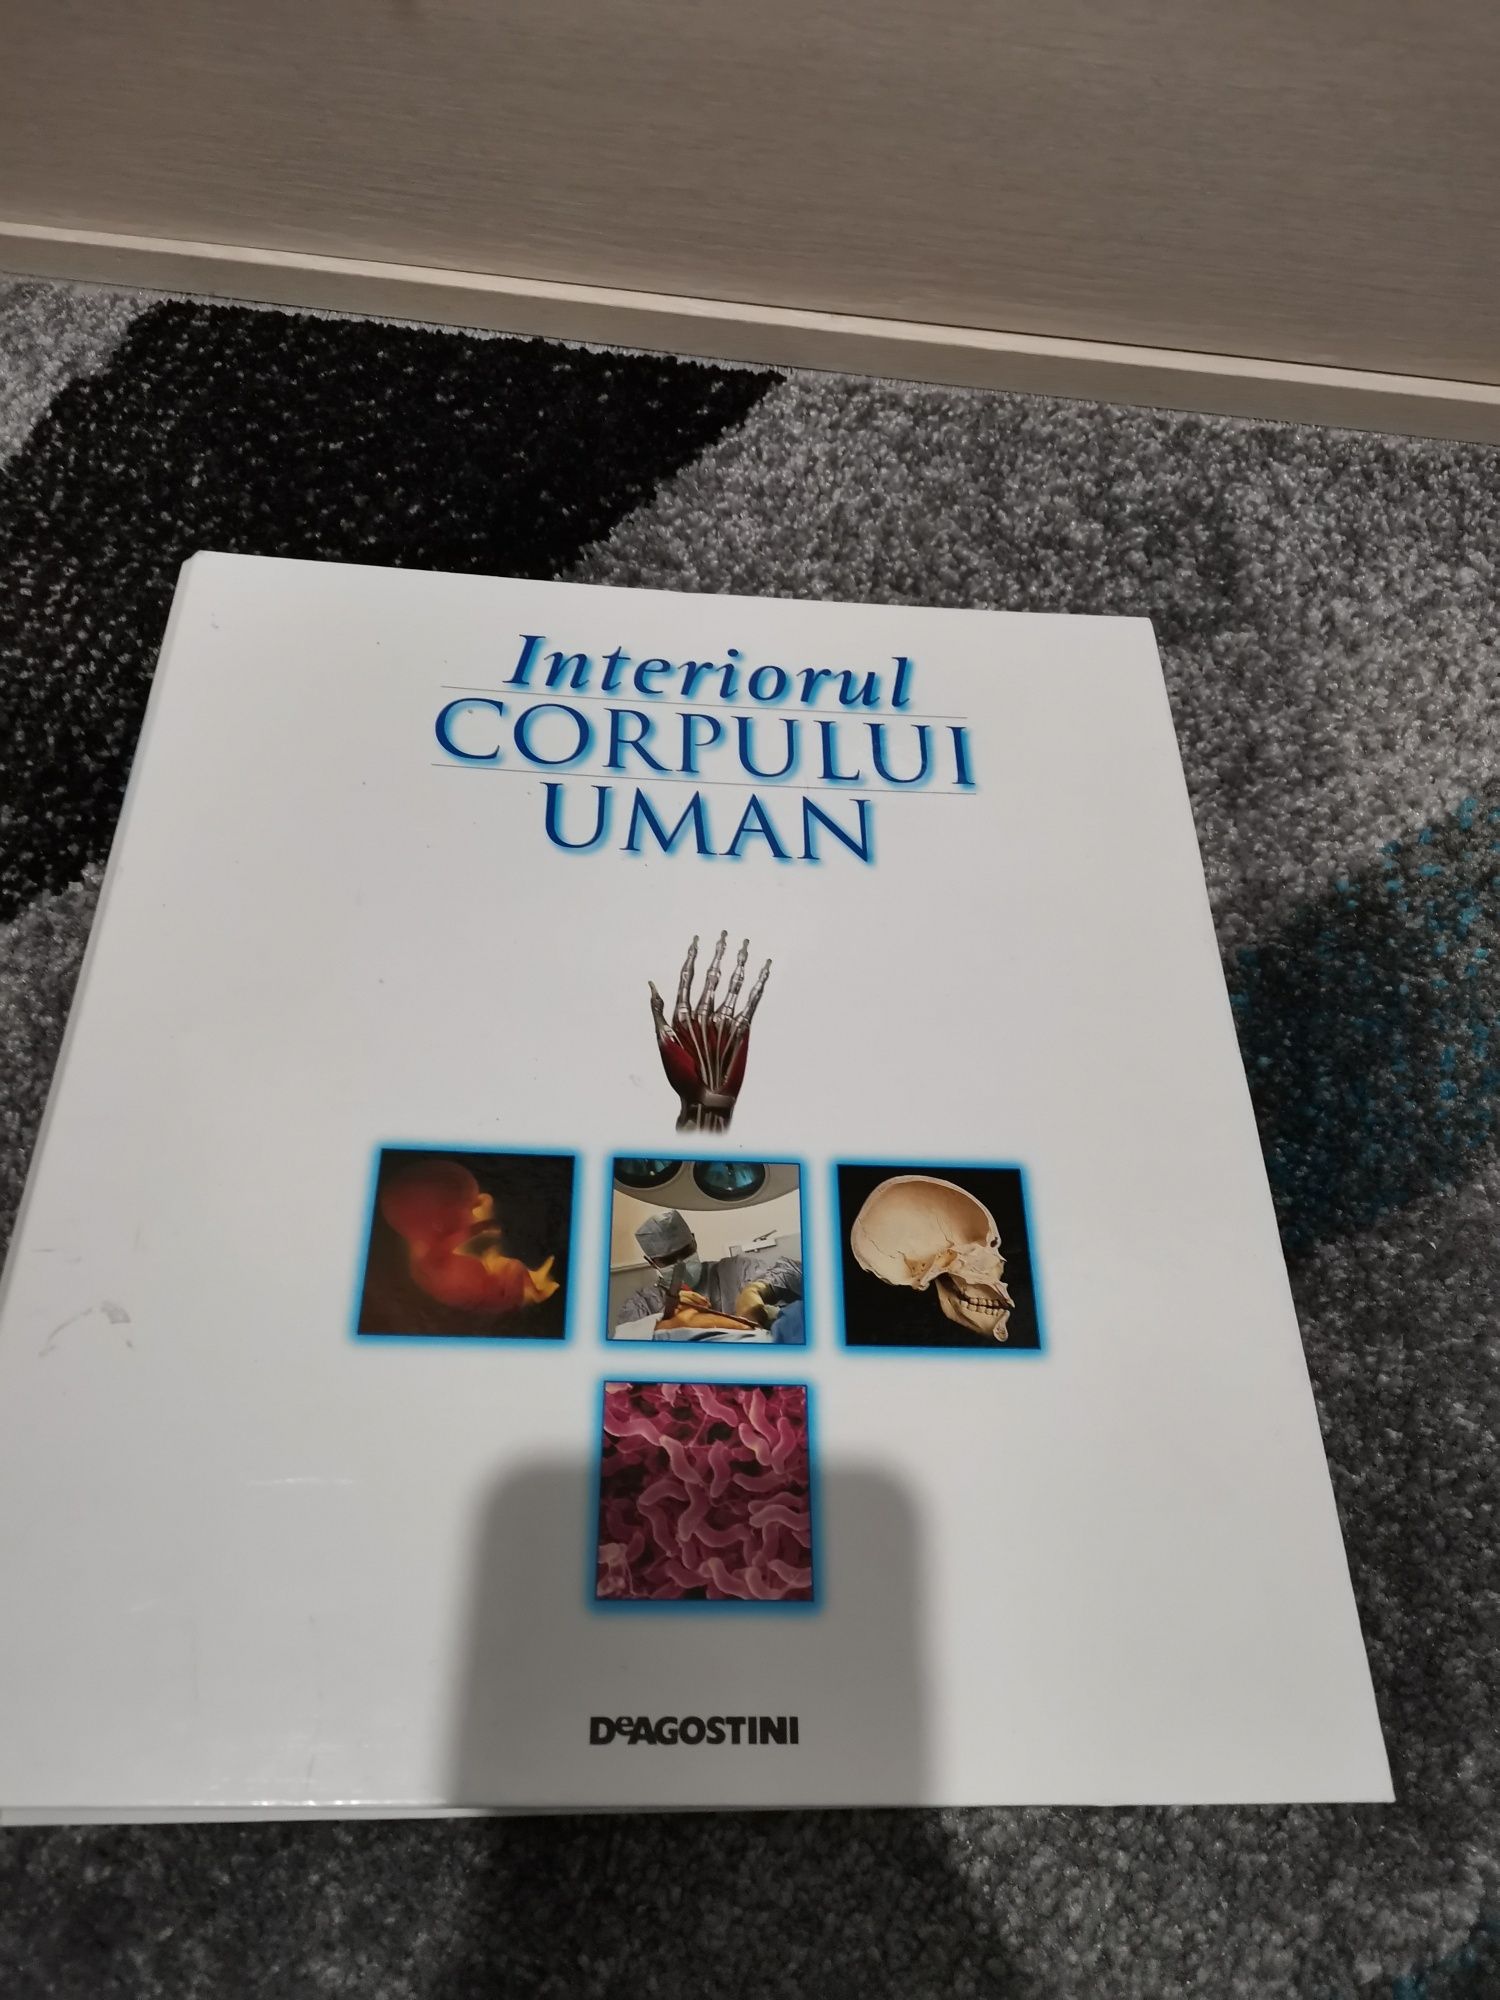 Interiorul
CORPULUI
UMAN
DeAGOSTINI